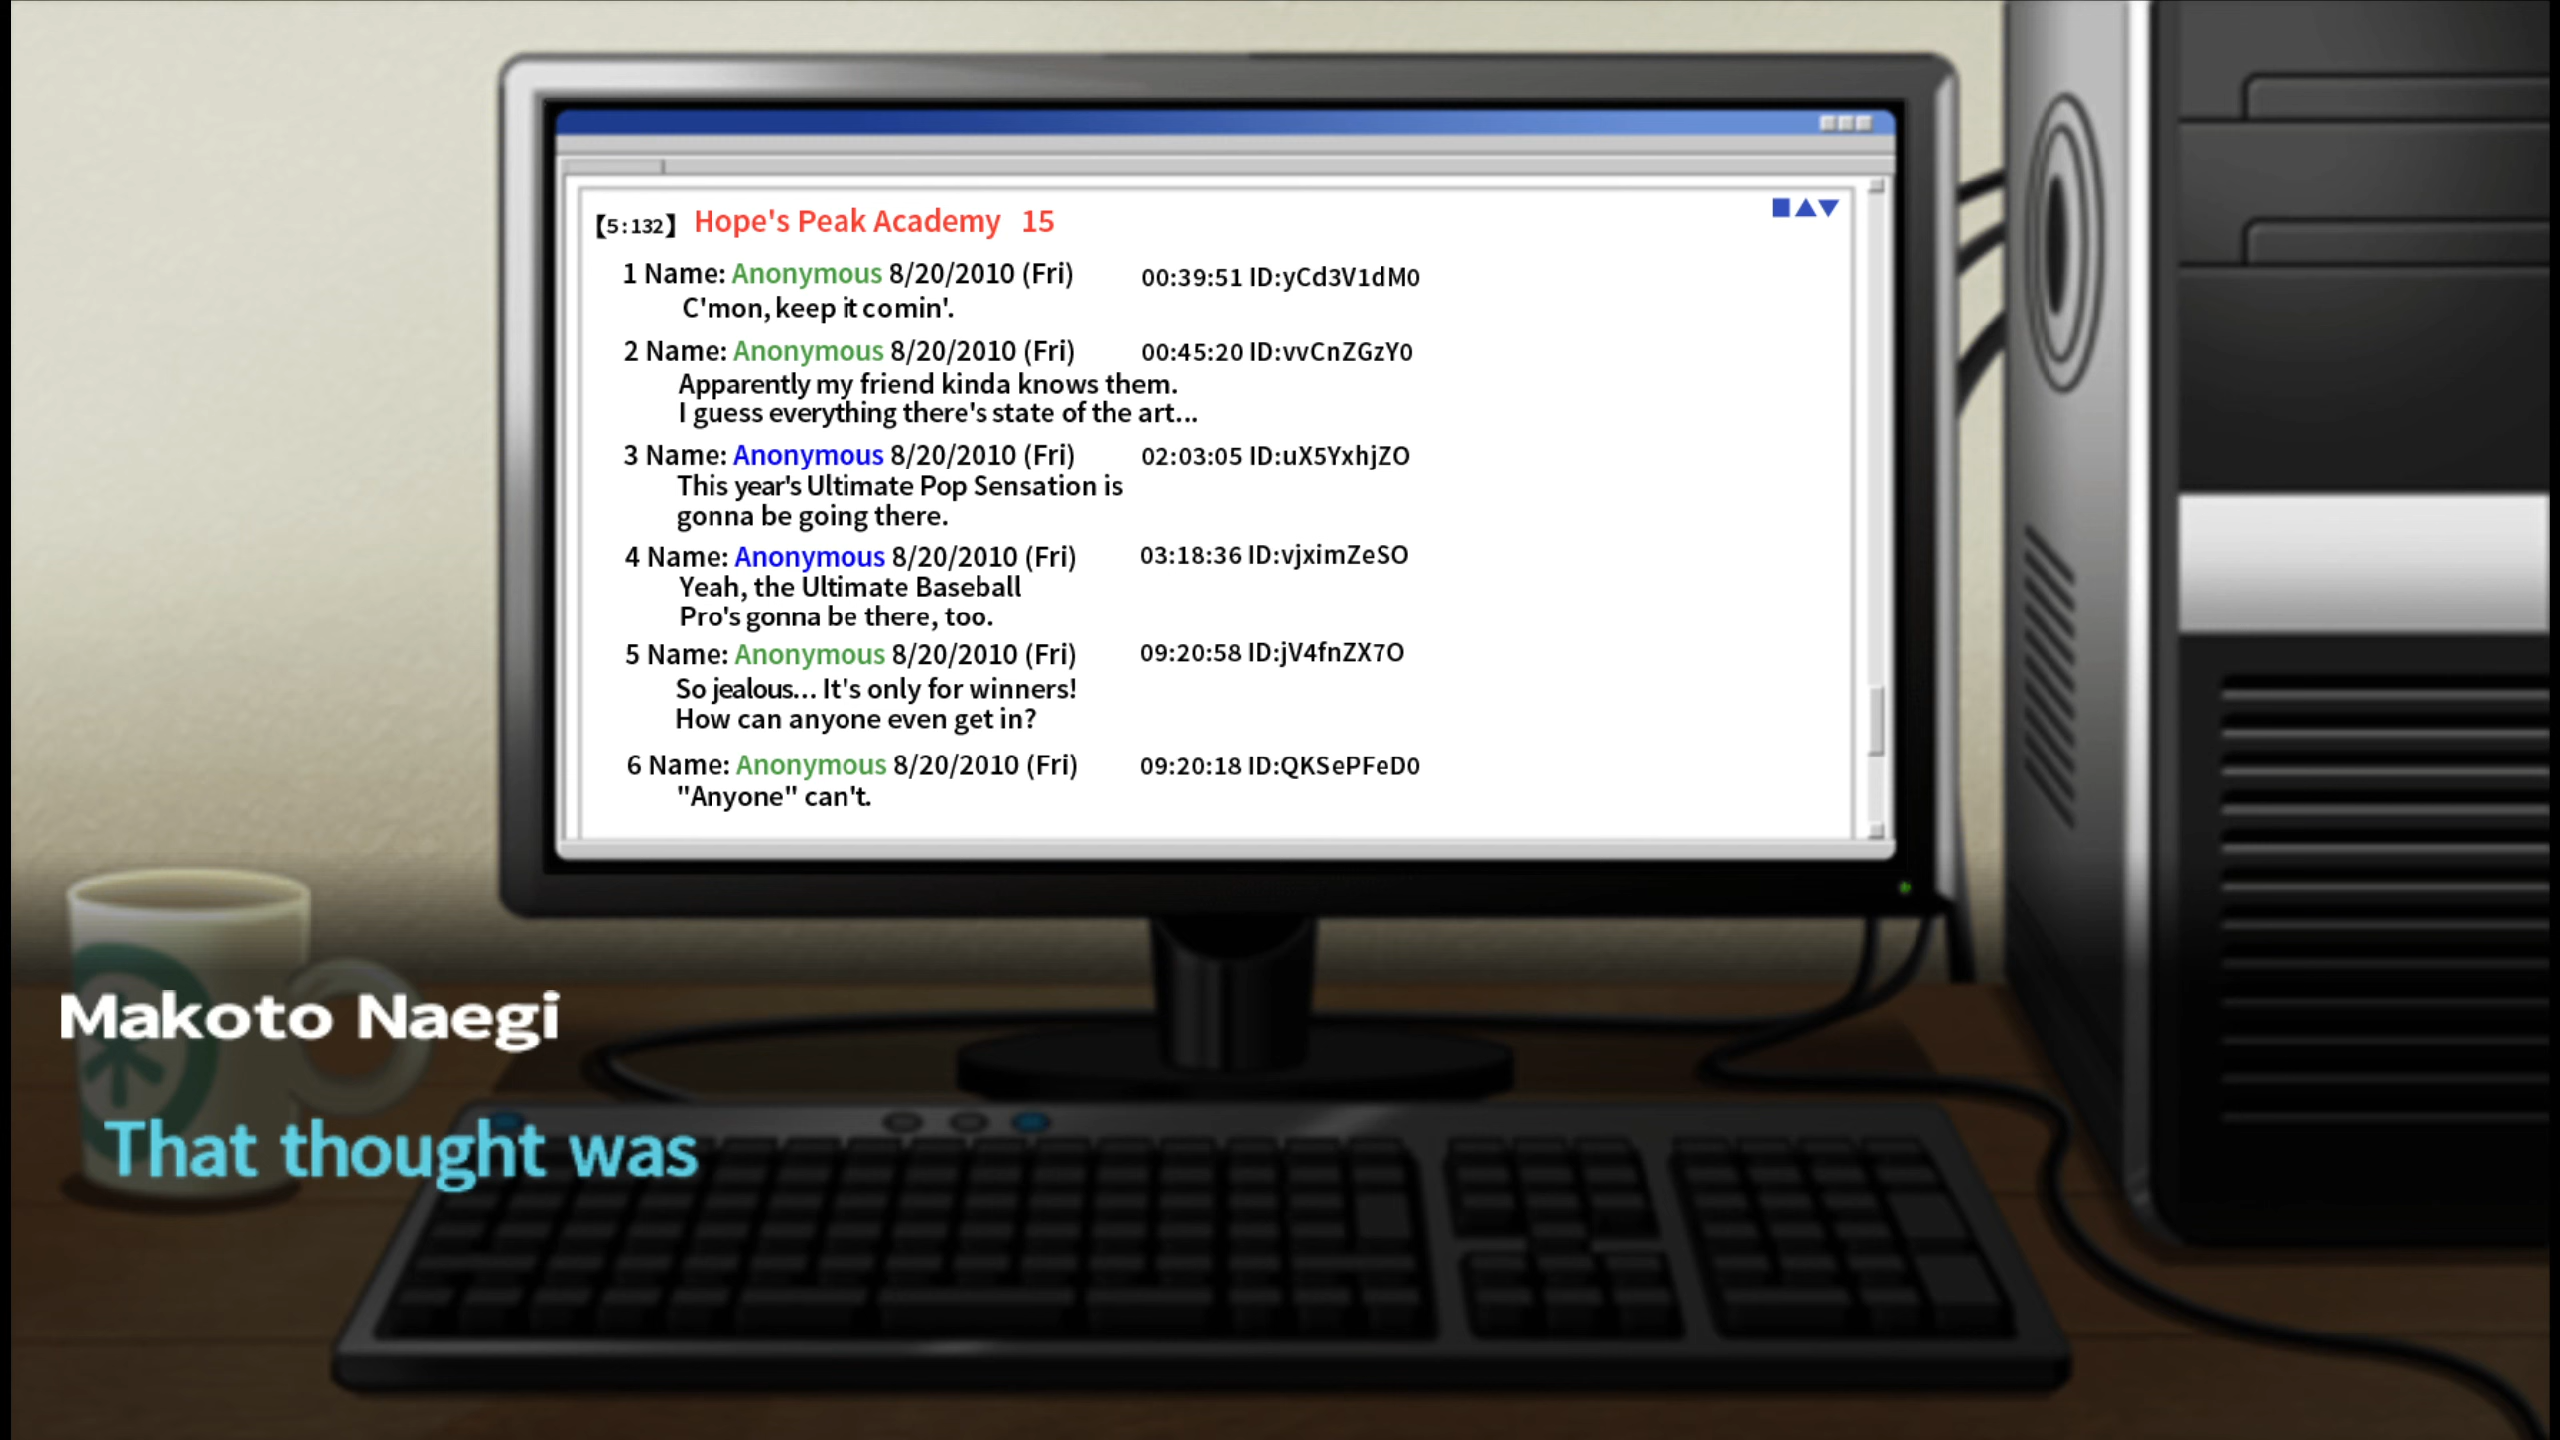 【5:132】 Hope's Peak Academy 15
1 Name: Anonymous 8/20/2010 (Fri) 00:39:51 ID:yCd3V1dM0
C'mon, keep it comin'.
2 Name: Anonymous 8/20/2010 (Fri) 00:45:20 ID:vvCnZGzY0
Apparently my friend kinda knows them.
I guess everything there's state of the art...
3 Name: Anonymous 8/20/2010 (Fri) 02:03:05 ID:uX5YxhjZO
This year's Ultimate Pop Sensation is
gonna be going there.
4 Name: Anonymous 8/20/2010 (Fri) 03:18:36 ID:vjximZeSO
Yeah, the Ultimate Baseball
Pro's gonna be there, too.
5 Name: Anonymous 8/20/2010 (Fri) 09:20:58 ID:jV4fnZX7O
So jealous... It's only for winners!
How can anyone even get in?
6 Name: Anonymous 8/20/2010 (Fri) 09:20:18 ID:QKSePFeD0
"Anyone" can't.
Makoto Naegi
That thought was